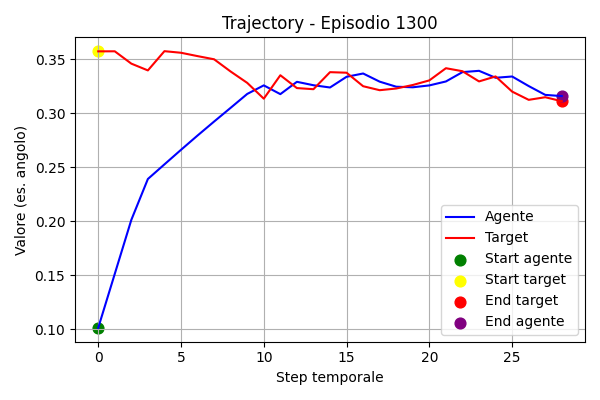 Trajectory - Episodio 1300
Valore (es. angolo)
0.35
0.30
0.25
0.20
0.15
0.10
0 5 10 15 20 25
Step temporale
Agente
Target
Start agente
Start target
End target
End agente